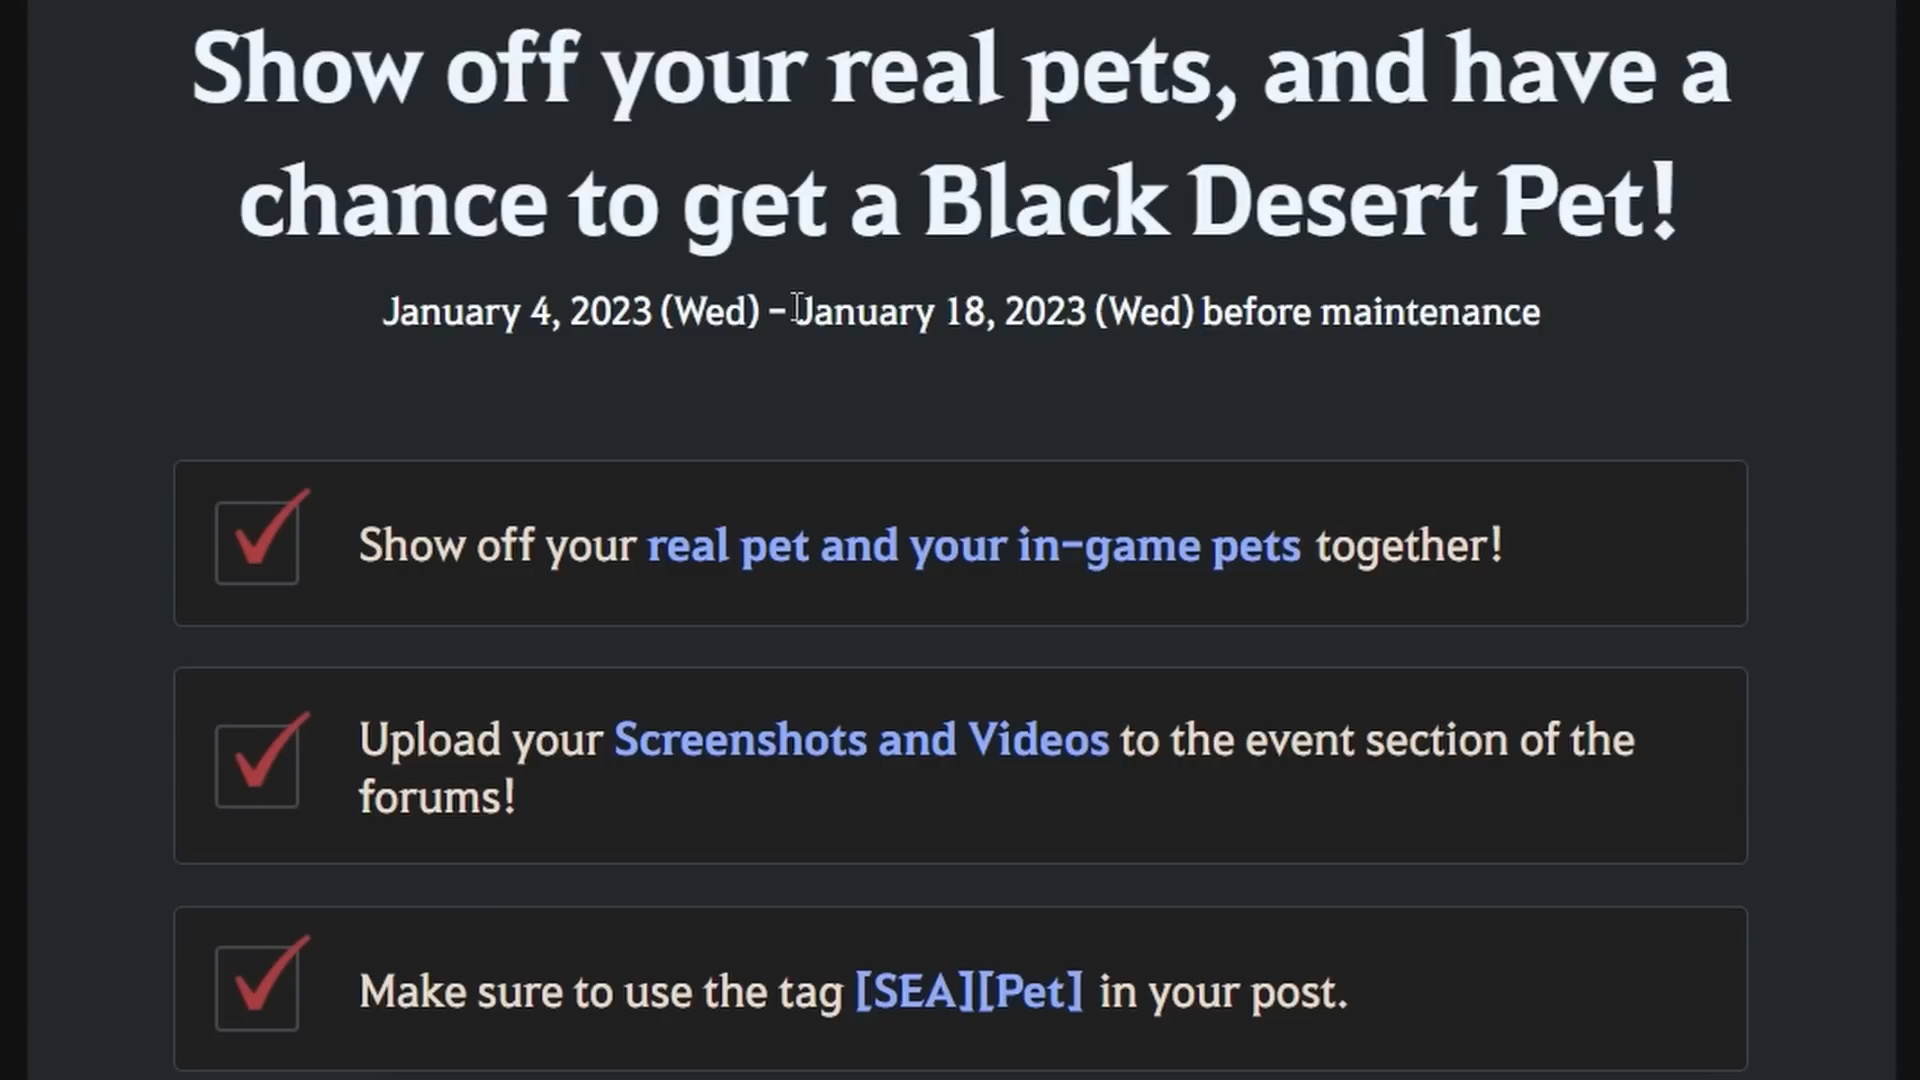 Show off your real pets, and have a
chance to get a Black Desert Pet!
January 4, 2023 (Wed) – January 18, 2023 (Wed) before maintenance
Show off your real pet and your in-game pets together!
Upload your Screenshots and Videos to the event section of the
forums!
Make sure to use the tag [SEA][Pet] in your post.